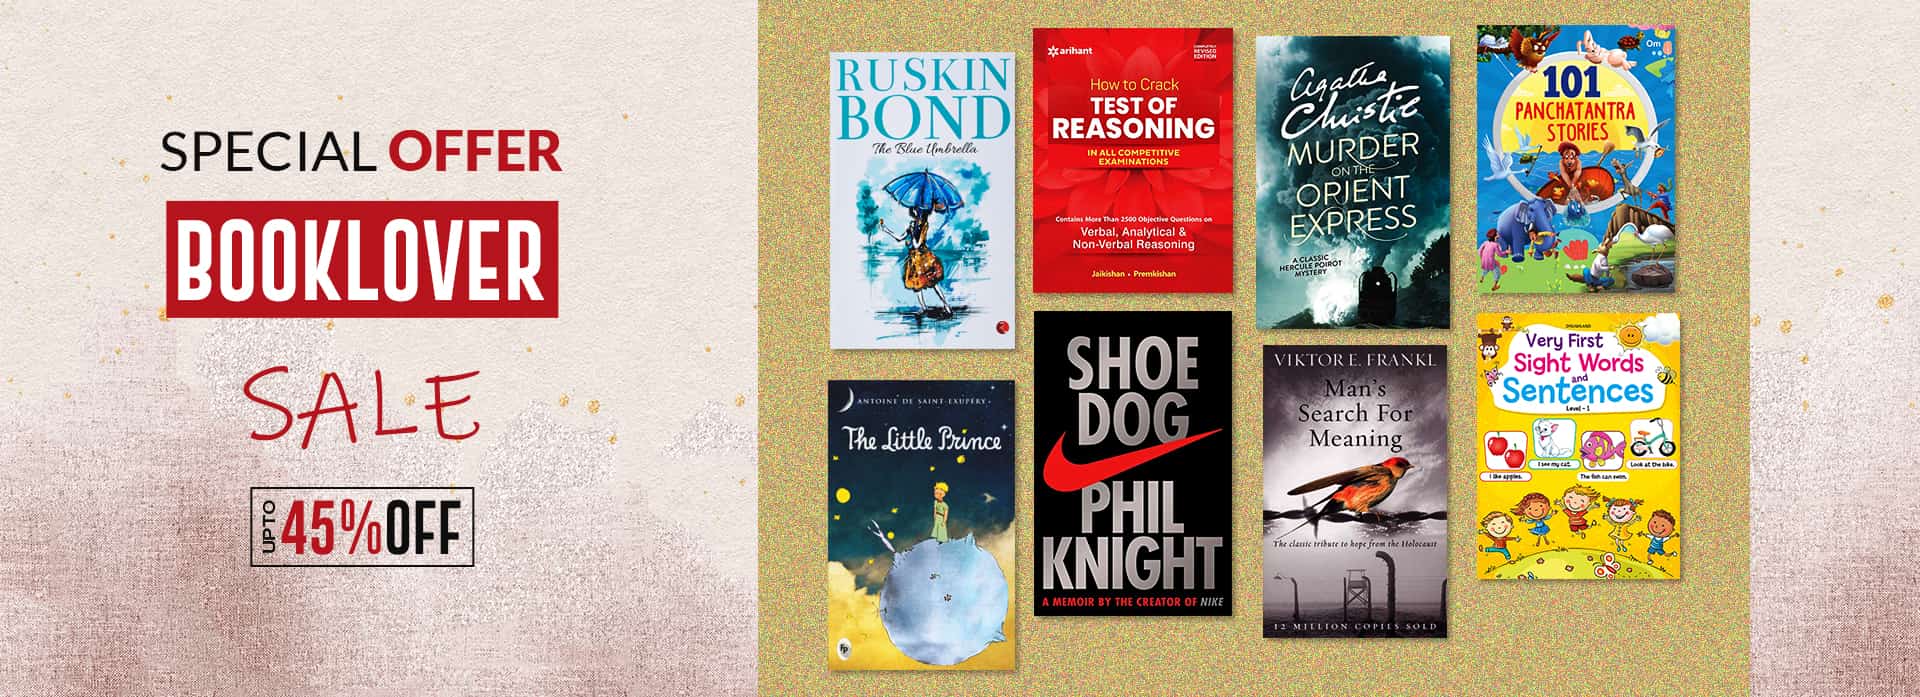 SPECIAL OFFER
BOOKLOVER
SALE
UPTO 45% OFF
RUSKIN
BOND
The Blue Umbrella
arihant
COMPLETELY
REVISED
EDITION
How to Crack
TEST OF
REASONING
IN ALL COMPETITIVE
EXAMINATIONS
Contains More Than 2500 Objective Questions on
Verbal, Analytical &
Non-Verbal Reasoning
Jaikishan • Premkishan
Agatha
Christie
MURDER
ON THE
ORIENT
EXPRESS
A CLASSIC
HERCULE POIROT
MYSTERY
Om
101
PANCHATANTRA
STORIES
ANTOINE DE SAINT-EXUPÉRY
The Little Prince
FP
SHOE
DOG
PHIL
KNIGHT
A MEMOIR BY THE CREATOR OF NIKE
VIKTOR E. FRANKL
Man's
Search For
Meaning
The classic tribute to hope from the Holocaust
12 MILLION COPIES SOLD
DREAMLAND
Very First
Sight Words
and
Sentences
Level - 1
I like apples.
I see my cat.
The fish can swim.
Look at the bike.